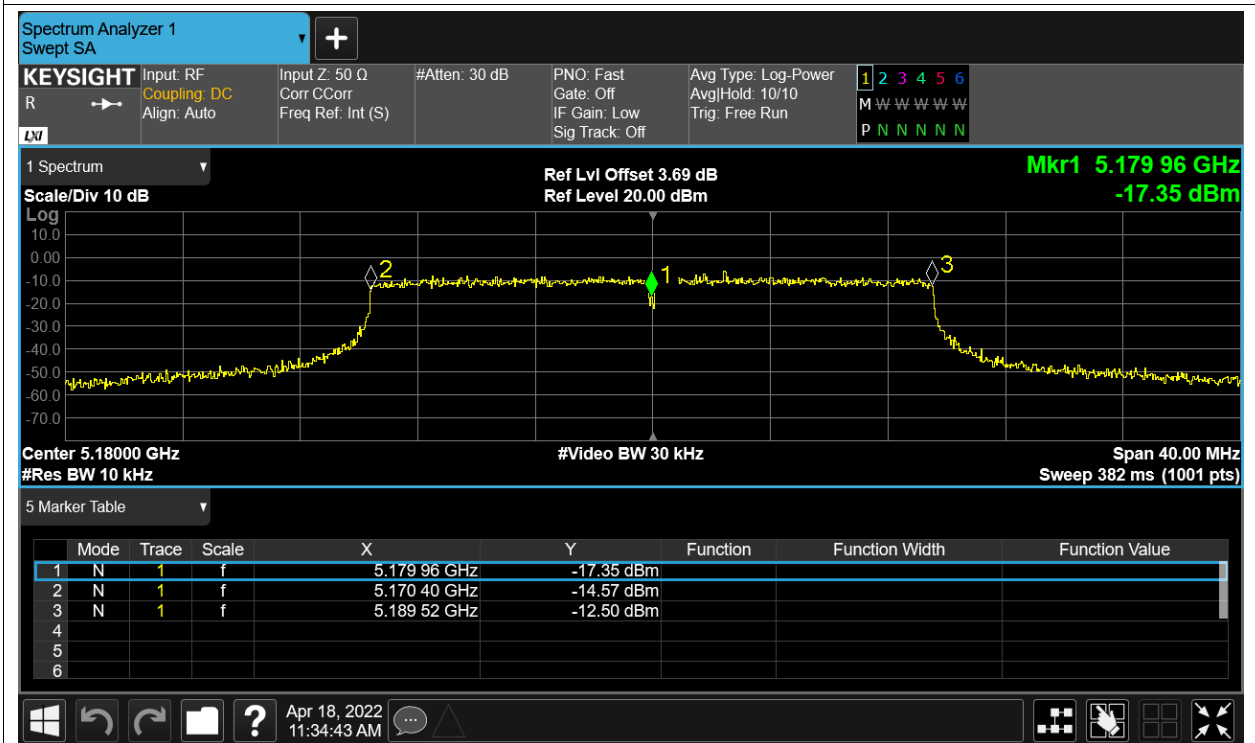 Spectrum Analyzer 1
Swept SA
KEYSIGHT
R
LXI
Input: RF
Coupling: DC
Align: Auto
Input Z: 50 Ω
Corr CCorr
Freq Ref: Int (S)
#Atten: 30 dB
PNO: Fast
Gate: Off
IF Gain: Low
Sig Track: Off
Avg Type: Log-Power
Avg|Hold: 10/10
Trig: Free Run
1 2 3 4 5 6
M W W W W W
P N N N N N
1 Spectrum
Scale/Div 10 dB
Ref Lvl Offset 3.69 dB
Ref Level 20.00 dBm
Mkr1 5.179 96 GHz
-17.35 dBm
Log
10.0
0.00
-10.0
-20.0
-30.0
-40.0
-50.0
-60.0
-70.0
2
1
3
Center 5.18000 GHz
#Res BW 10 kHz
#Video BW 30 kHz
Span 40.00 MHz
Sweep 382 ms (1001 pts)
5 Marker Table
Mode Trace Scale X Y Function Function Width Function Value
1 N 1 f 5.179 96 GHz -17.35 dBm
2 N 1 f 5.170 40 GHz -14.57 dBm
3 N 1 f 5.189 52 GHz -12.50 dBm
4
5
6
?
Apr 18, 2022
11:34:43 AM